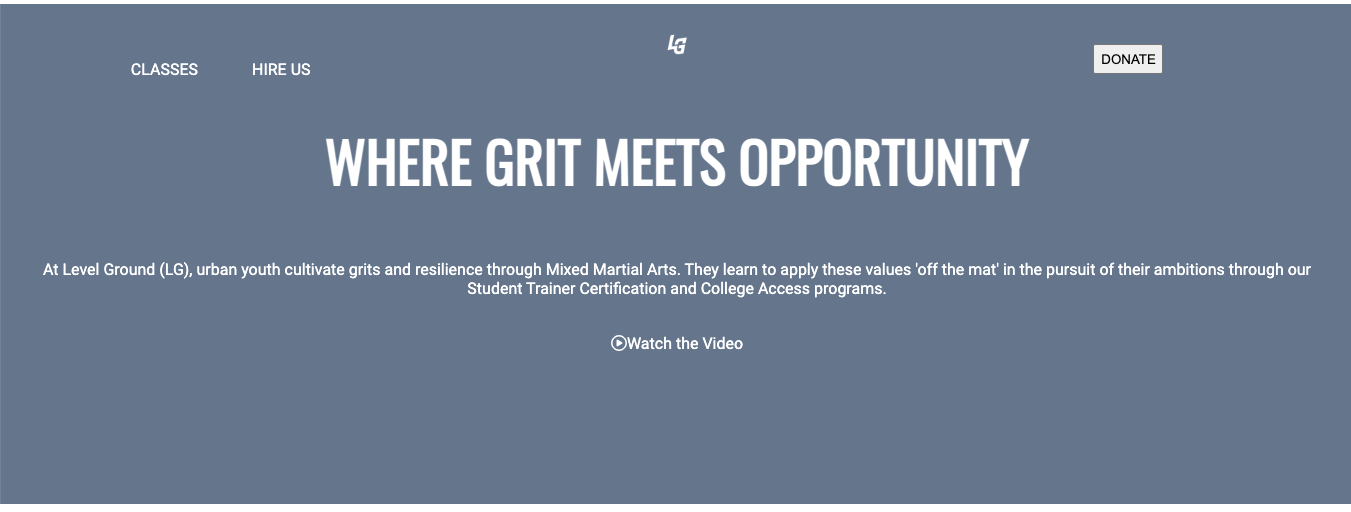 LG
CLASSES HIRE US DONATE
WHERE GRIT MEETS OPPORTUNITY
At Level Ground (LG), urban youth cultivate grits and resilience through Mixed Martial Arts. They learn to apply these values 'off the mat' in the pursuit of their ambitions through our
Student Trainer Certification and College Access programs.
Watch the Video